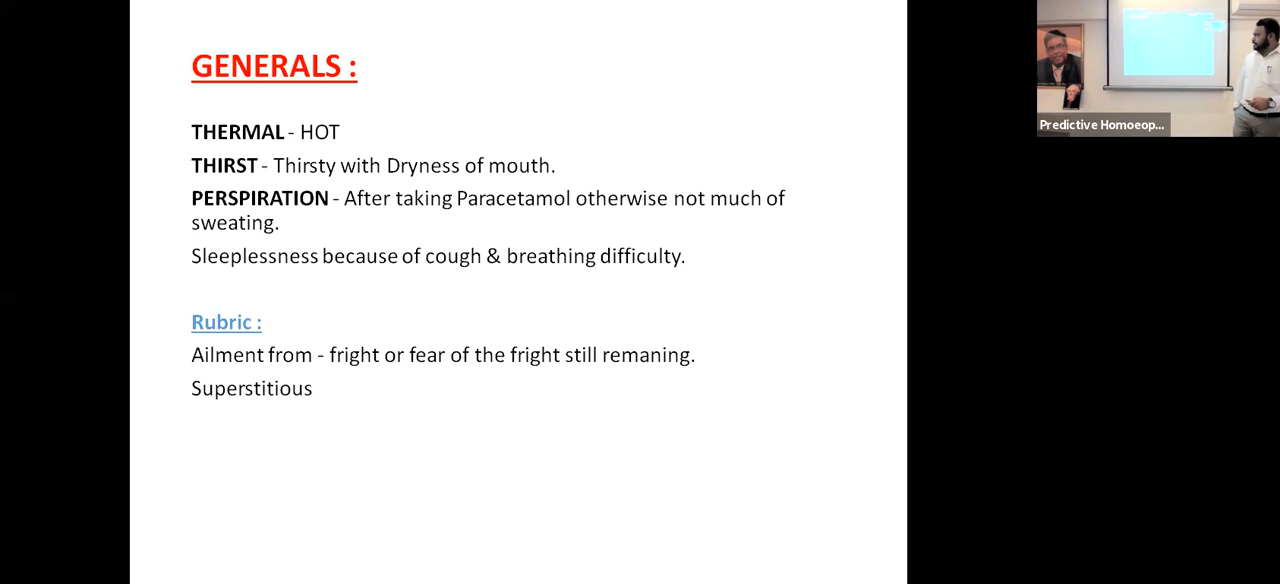 GENERALS :
THERMAL - HOT
THIRST - Thirsty with Dryness of mouth.
PERSPIRATION - After taking Paracetamol otherwise not much of
sweating.
Sleeplessness because of cough & breathing difficulty.
Rubric :
Ailment from - fright or fear of the fright still remaning.
Superstitious
Predictive Homoeop...